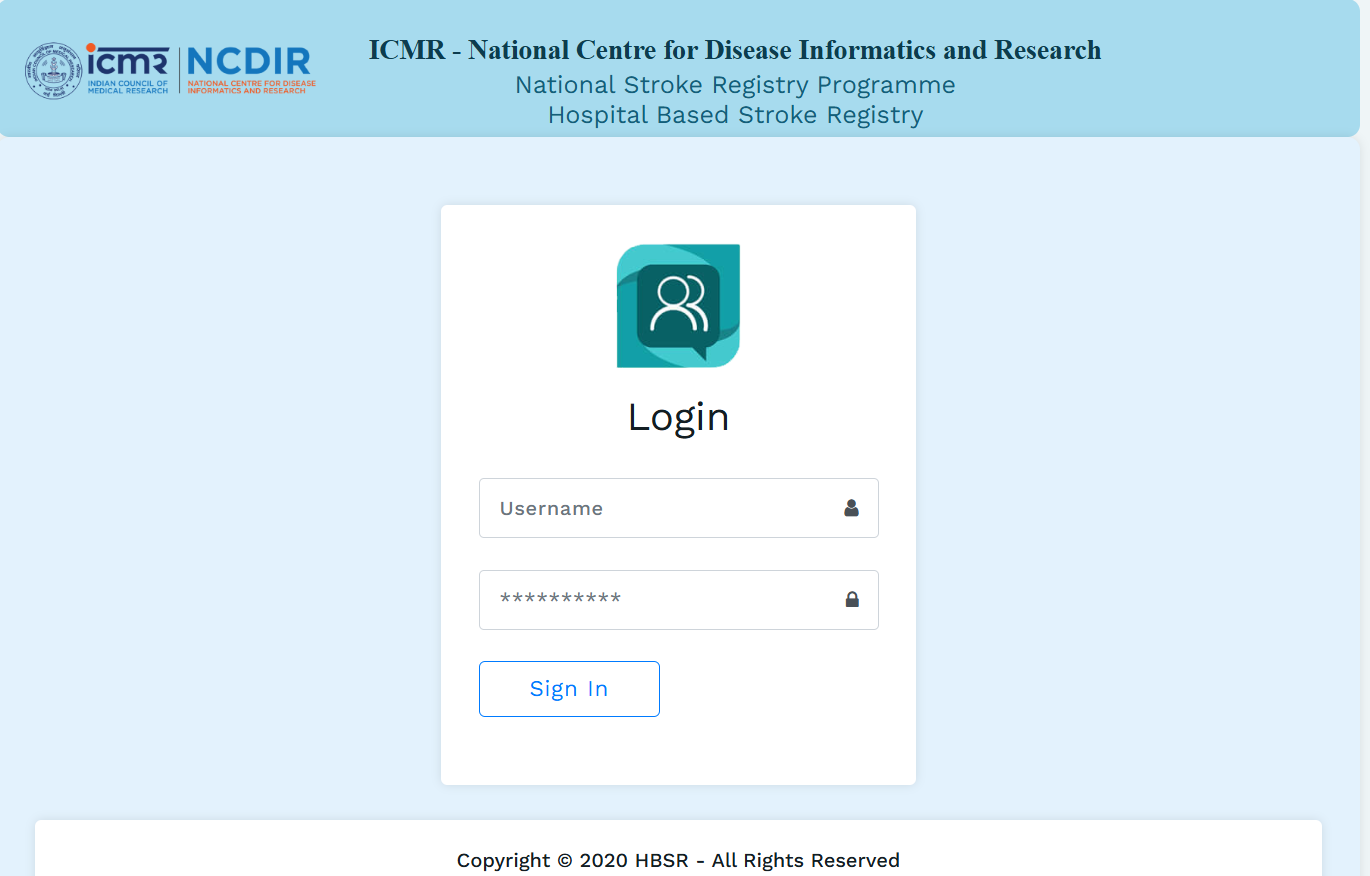 icmr
INDIAN COUNCIL OF
MEDICAL RESEARCH
NCDIR
NATIONAL CENTRE FOR DISEASE
INFORMATICS AND RESEARCH
ICMR - National Centre for Disease Informatics and Research
National Stroke Registry Programme
Hospital Based Stroke Registry
Login
Username
**********
Sign In
Copyright © 2020 HBSR - All Rights Reserved